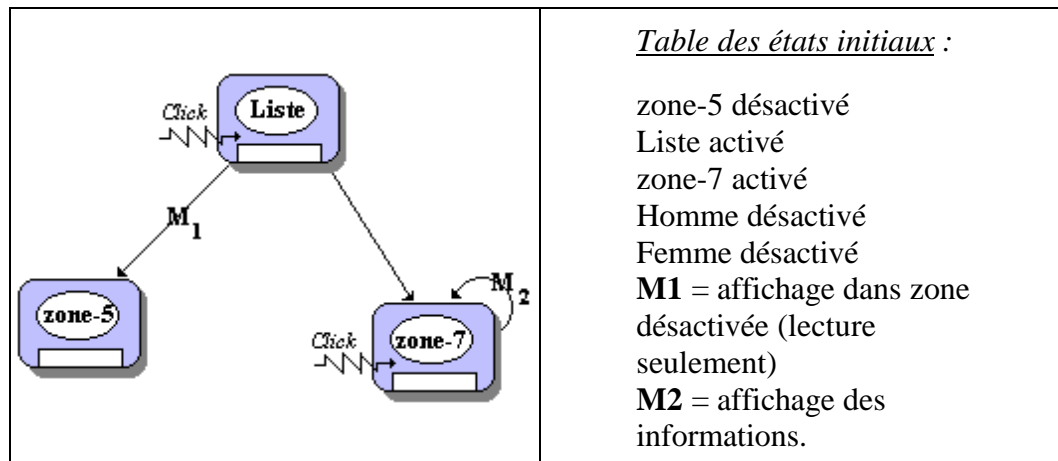 Liste
Click
M1
zone-5
M2
zone-7
Click
Table des états initiaux :
zone-5 désactivé
Liste activé
zone-7 activé
Homme désactivé
Femme désactivé
M1 = affichage dans zone
désactivée (lecture
seulement)
M2 = affichage des
informations.